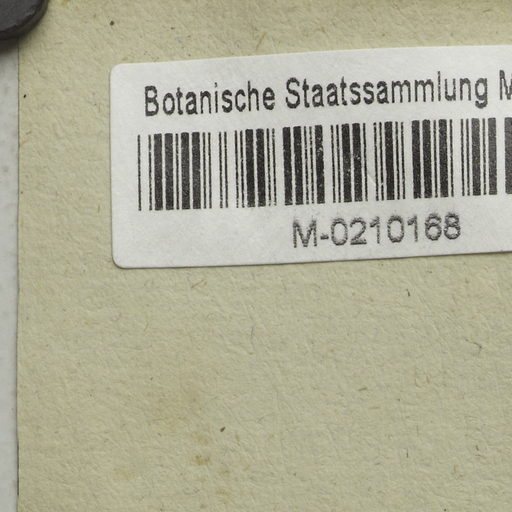 Botanische Staatssammlung M
M-0210168